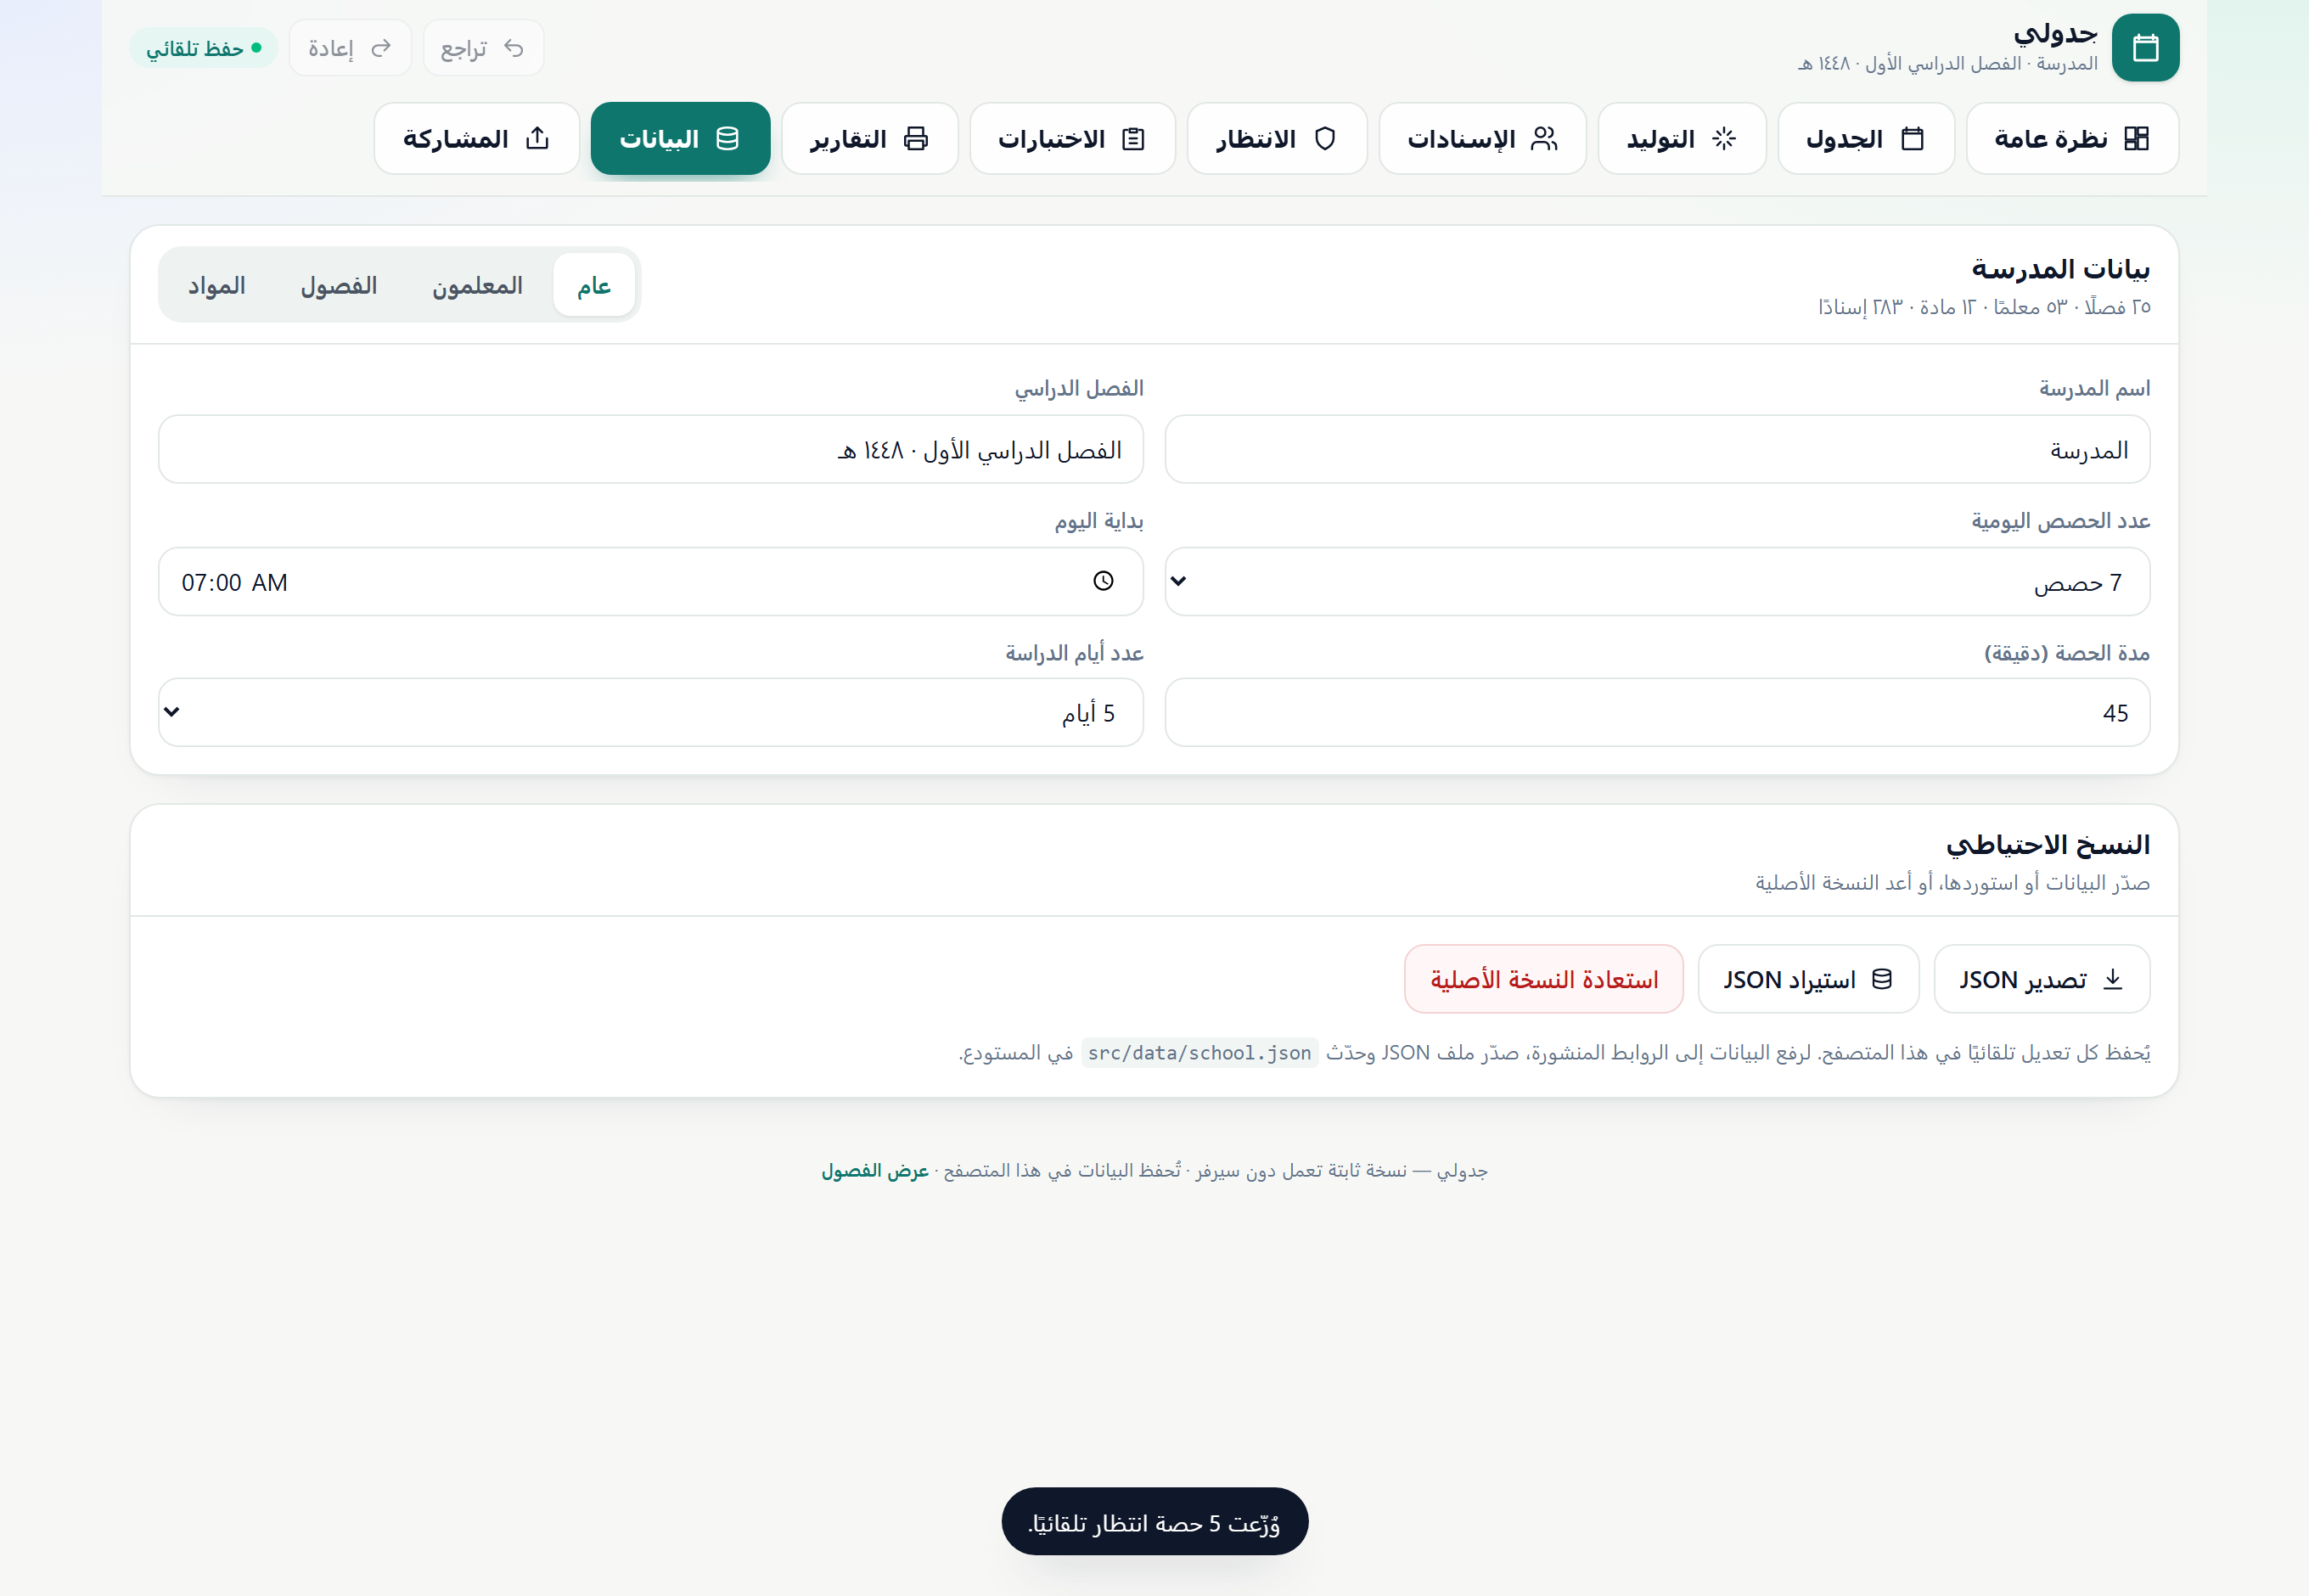 جدولي
المدرسة · الفصل الدراسي الأول · ١٤٤٨ هـ
تراجع
إعادة
حفظ تلقائي
نظرة عامة
الجدول
التوليد
الإسنادات
الانتظار
الاختبارات
التقارير
البيانات
المشاركة
بيانات المدرسة
٢٥ فصلًا · ٥٣ معلمًا · ١٢ مادة · ٢٨٣ إسنادًا
عام
المعلمون
الفصول
المواد
اسم المدرسة
المدرسة
الفصل الدراسي
الفصل الدراسي الأول · ١٤٤٨ هـ
عدد الحصص اليومية
7 حصص
بداية اليوم
07:00 AM
مدة الحصة (دقيقة)
45
عدد أيام الدراسة
5 أيام
النسخ الاحتياطي
صدّر البيانات أو استوردها، أو أعد النسخة الأصلية
تصدير JSON
استيراد JSON
استعادة النسخة الأصلية
يُحفظ كل تعديل تلقائيًا في هذا المتصفح. لرفع البيانات إلى الروابط المنشورة، صدّر ملف JSON وحدّث src/data/school.json في المستودع.
جدولي — نسخة ثابتة تعمل دون سيرفر · تُحفظ البيانات في هذا المتصفح · عرض الفصول
وُزّعت 5 حصة انتظار تلقائيًا.